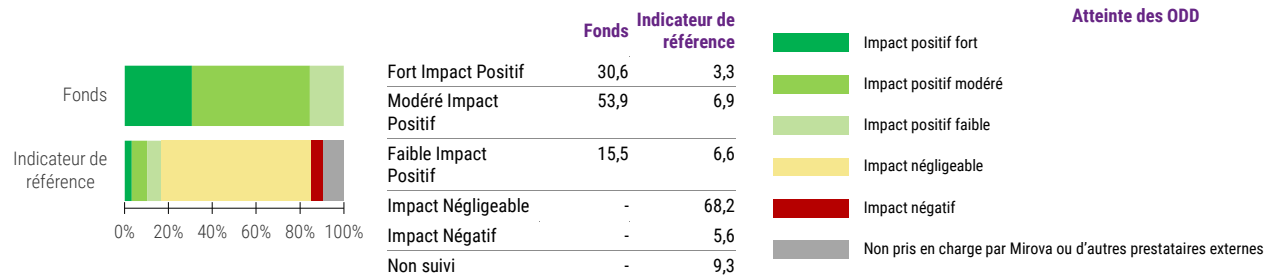 Fonds
Indicateur de
référence
0% 20% 40% 60% 80% 100%
Fonds Indicateur de
référence
Fort Impact Positif 30,6 3,3
Modéré Impact 53,9 6,9
Positif
Faible Impact 15,5 6,6
Positif
Impact Négligeable - 68,2
Impact Négatif - 5,6
Non suivi - 9,3
Atteinte des ODD
Impact positif fort
Impact positif modéré
Impact positif faible
Impact négligeable
Impact négatif
Non pris en charge par Mirova ou d'autres prestataires externes